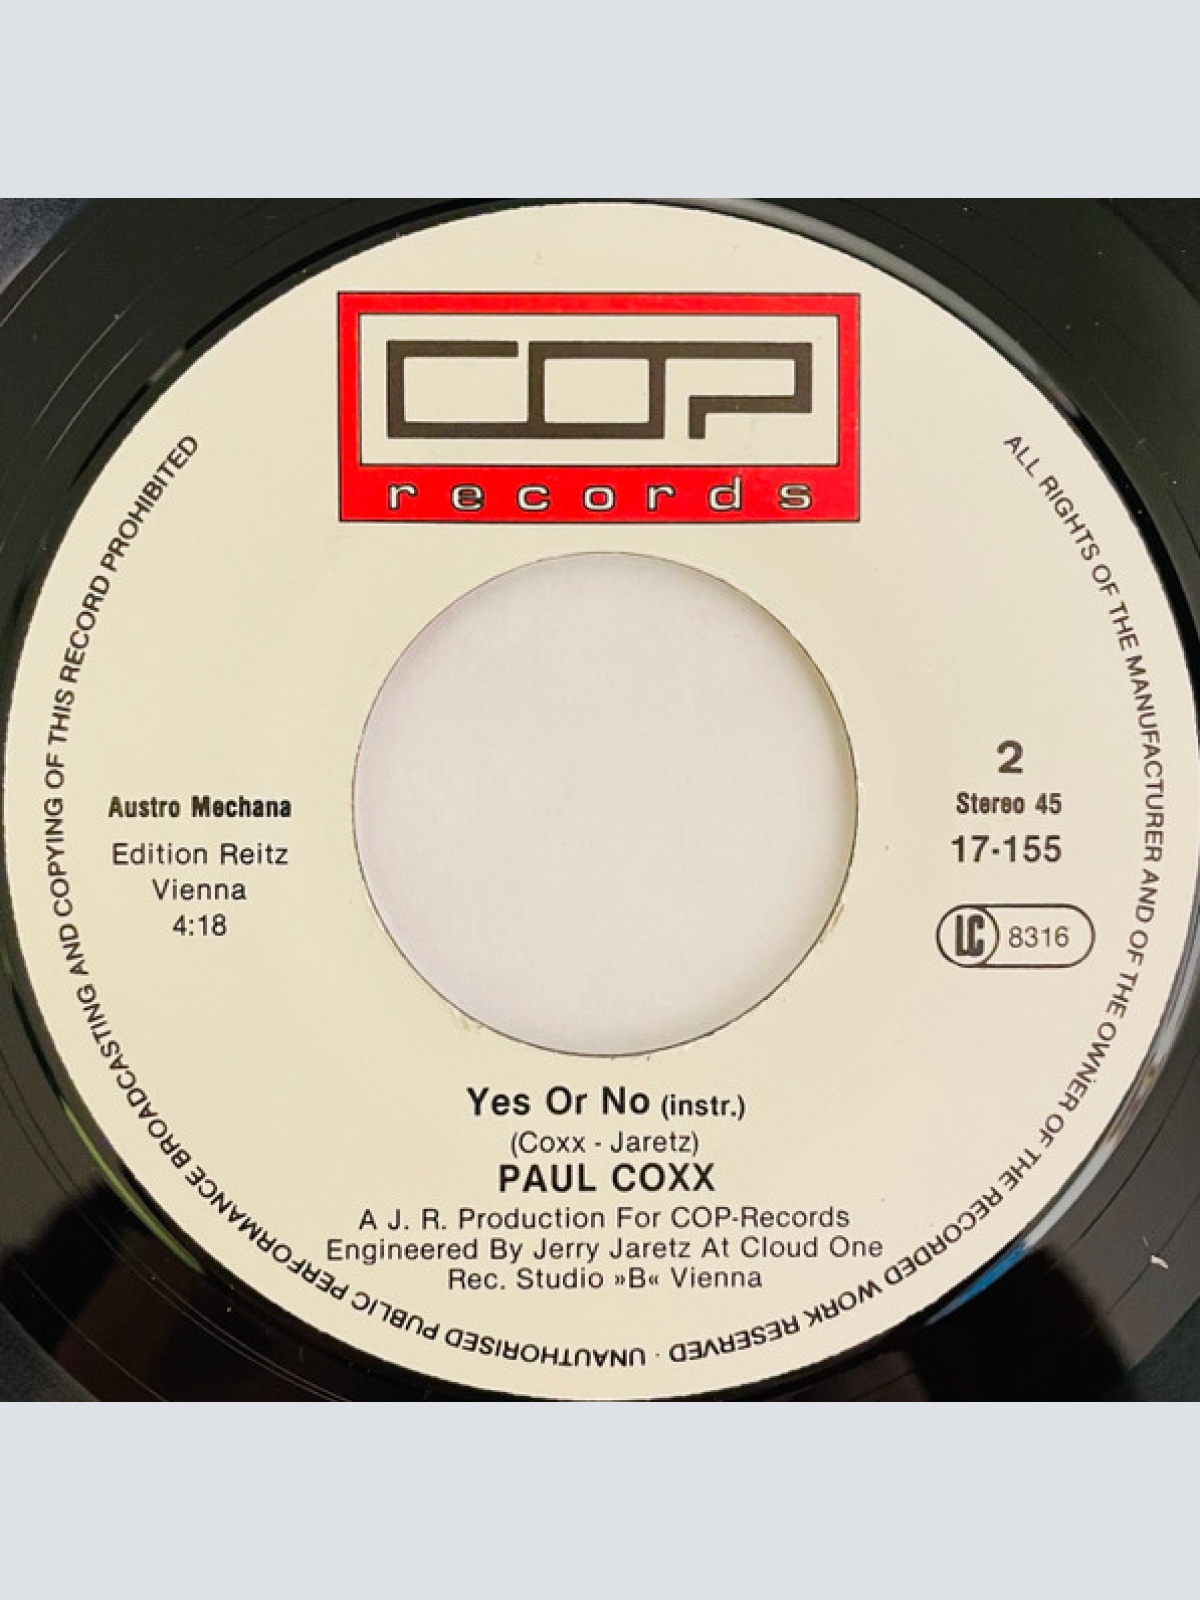 COP
records
2
Stereo 45
17-155
LC 8316
Austro Mechana
Edition Reitz
Vienna
4:18
Yes Or No (instr.)
(Coxx - Jaretz)
PAUL COXX
A J. R. Production For COP-Records
Engineered By Jerry Jaretz At Cloud One
Rec. Studio »B« Vienna
ALL RIGHTS OF THE MANUFACTURER AND OF THE OWNER OF THE RECORDED WORK RESERVED · UNAUTHORISED PUBLIC PERFORMANCE BROADCASTING AND COPYING OF THIS RECORD PROHIBITED